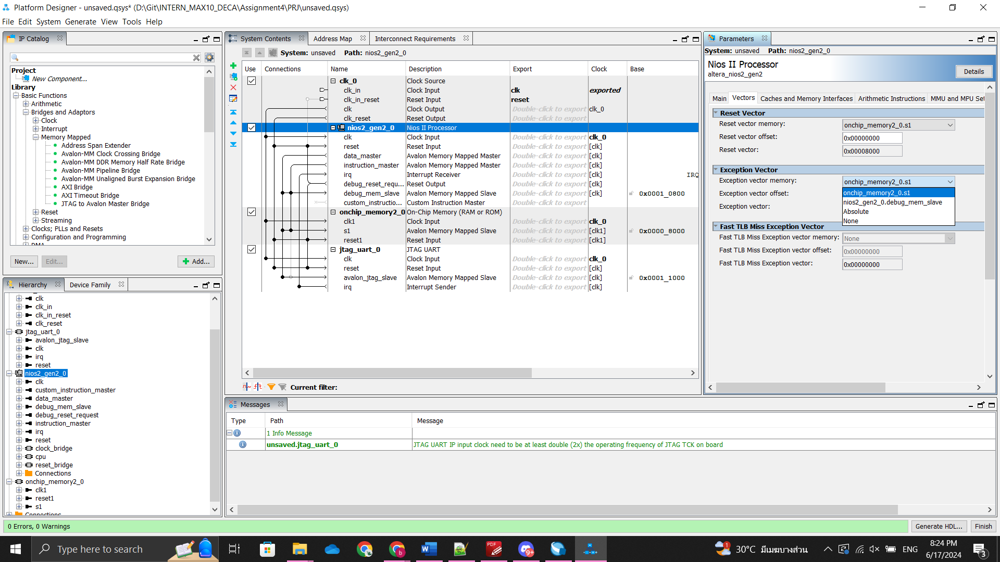 Platform Designer - unsaved.qsys* (D:\Git\INTERN_MAX10_DECA\Assignment4\PRJ\unsaved.qsys)
File Edit System Generate View Tools Help
IP Catalog
Project
New Component...
Library
Basic Functions
Arithmetic
Bridges and Adaptors
Clock
Interrupt
Memory Mapped
Address Span Extender
Avalon-MM Clock Crossing Bridge
Avalon-MM DDR Memory Half Rate Bridge
Avalon-MM Pipeline Bridge
Avalon-MM Unaligned Burst Expansion Bridge
AXI Bridge
AXI Timeout Bridge
JTAG to Avalon Master Bridge
Reset
Streaming
Clocks; PLLs and Resets
Configuration and Programming
DMA
New... Edit... Add...
Hierarchy Device Family
clk
clk_in
clk_in_reset
clk_reset
jtag_uart_0
avalon_jtag_slave
clk
irq
reset
nios2_gen2_0
clk
custom_instruction_master
data_master
debug_mem_slave
debug_reset_request
instruction_master
irq
reset
clock_bridge
cpu
reset_bridge
Connections
onchip_memory2_0
clk1
reset1
s1
Connections
System Contents Address Map Interconnect Requirements
System: unsaved Path: nios2_gen2_0
Use Connections Name Description Export Clock Base
clk_0 Clock Source
clk_in Clock Input clk exported
clk_in_reset Reset Input reset
clk Clock Output Double-click to export clk_0
clk_reset Reset Output Double-click to export
nios2_gen2_0 Nios II Processor
clk Clock Input Double-click to export clk_0
reset Reset Input Double-click to export [clk]
data_master Avalon Memory Mapped Master Double-click to export [clk]
instruction_master Avalon Memory Mapped Master Double-click to export [clk]
irq Interrupt Receiver Double-click to export [clk] IRQ
debug_reset_requ... Reset Output Double-click to export [clk]
debug_mem_slave Avalon Memory Mapped Slave Double-click to export [clk] 0x0001_0800
custom_instructio... Custom Instruction Master Double-click to export
onchip_memory2_0 On-Chip Memory (RAM or ROM)
clk1 Clock Input Double-click to export clk_0
s1 Avalon Memory Mapped Slave Double-click to export [clk1] 0x0000_8000
reset1 Reset Input Double-click to export [clk1]
jtag_uart_0 JTAG UART
clk Clock Input Double-click to export clk_0
reset Reset Input Double-click to export [clk]
avalon_jtag_slave Avalon Memory Mapped Slave Double-click to export [clk] 0x0001_1000
irq Interrupt Sender Double-click to export [clk]
Current filter:
Parameters
System: unsaved Path: nios2_gen2_0
Nios II Processor
altera_nios2_gen2
Details
Main Vectors Caches and Memory Interfaces Arithmetic Instructions MMU and MPU Set
Reset Vector
Reset vector memory: onchip_memory2_0.s1
Reset vector offset: 0x00000000
Reset vector: 0x00008000
Exception Vector
Exception vector memory: onchip_memory2_0.s1
Exception vector offset:
Exception vector:
onchip_memory2_0.s1
nios2_gen2_0.debug_mem_slave
Absolute
None
Fast TLB Miss Exception Vector
Fast TLB Miss Exception vector memory: None
Fast TLB Miss Exception vector offset: 0x00000000
Fast TLB Miss Exception vector: 0x00000000
Messages
Type Path Message
1 Info Message
unsaved.jtag_uart_0 JTAG UART IP input clock need to be at least double (2x) the operating frequency of JTAG TCK on board
0 Errors, 0 Warnings
Generate HDL... Finish
Type here to search
PDF
9+
b
W
1
30°C มีเมฆบางส่วน
ENG
8:24 PM
6/17/2024
3